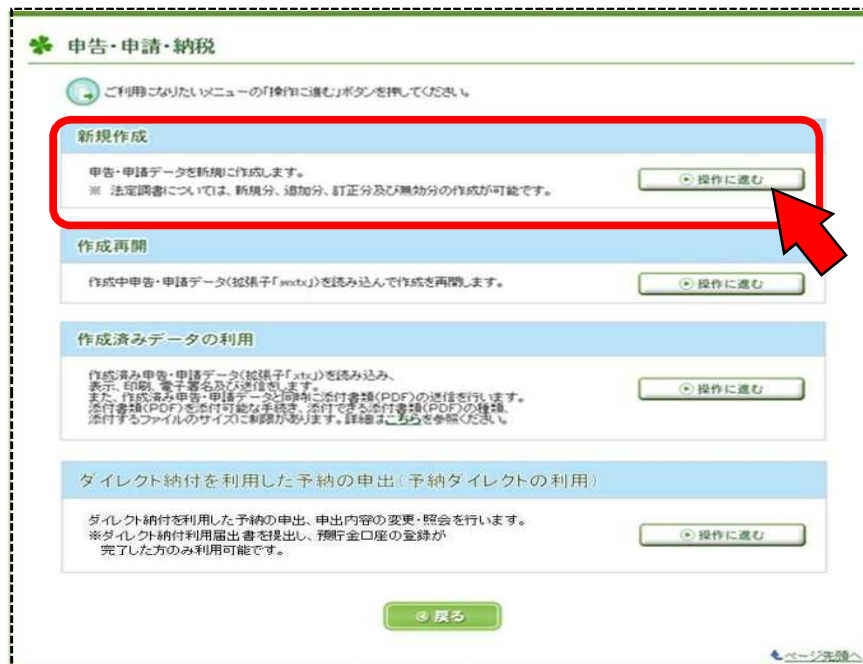 申告・申請・納税
ご利用になりたいメニューの「操作に進む」ボタンを押してください。
新規作成
申告・申請データを新規に作成します。
※ 法定調書については、新規分、追加分、訂正分及び無効分の作成が可能です。
操作に進む
作成再開
作成中申告・申請データ(拡張子「.wxtx」)を読み込んで作成を再開します。
操作に進む
作成済みデータの利用
作成済み申告・申請データ(拡張子「.xtx」)を読み込み、
表示、印刷、電子署名及び送信をします。
また、作成済み申告・申請データと同時に添付書類(PDF)の送信を行います。
添付書類(PDF)を添付可能な手続き、添付できる添付書類(PDF)の種類、
添付するファイルのサイズに制限があります。詳細はこちらを参照ください。
操作に進む
ダイレクト納付を利用した予納の申出(予納ダイレクトの利用)
ダイレクト納付を利用した予納の申出、申出内容の変更・照会を行います。
※ダイレクト納付利用届出書を提出し、預貯金口座の登録が
完了した方のみ利用可能です。
操作に進む
戻る
ページ先頭へ